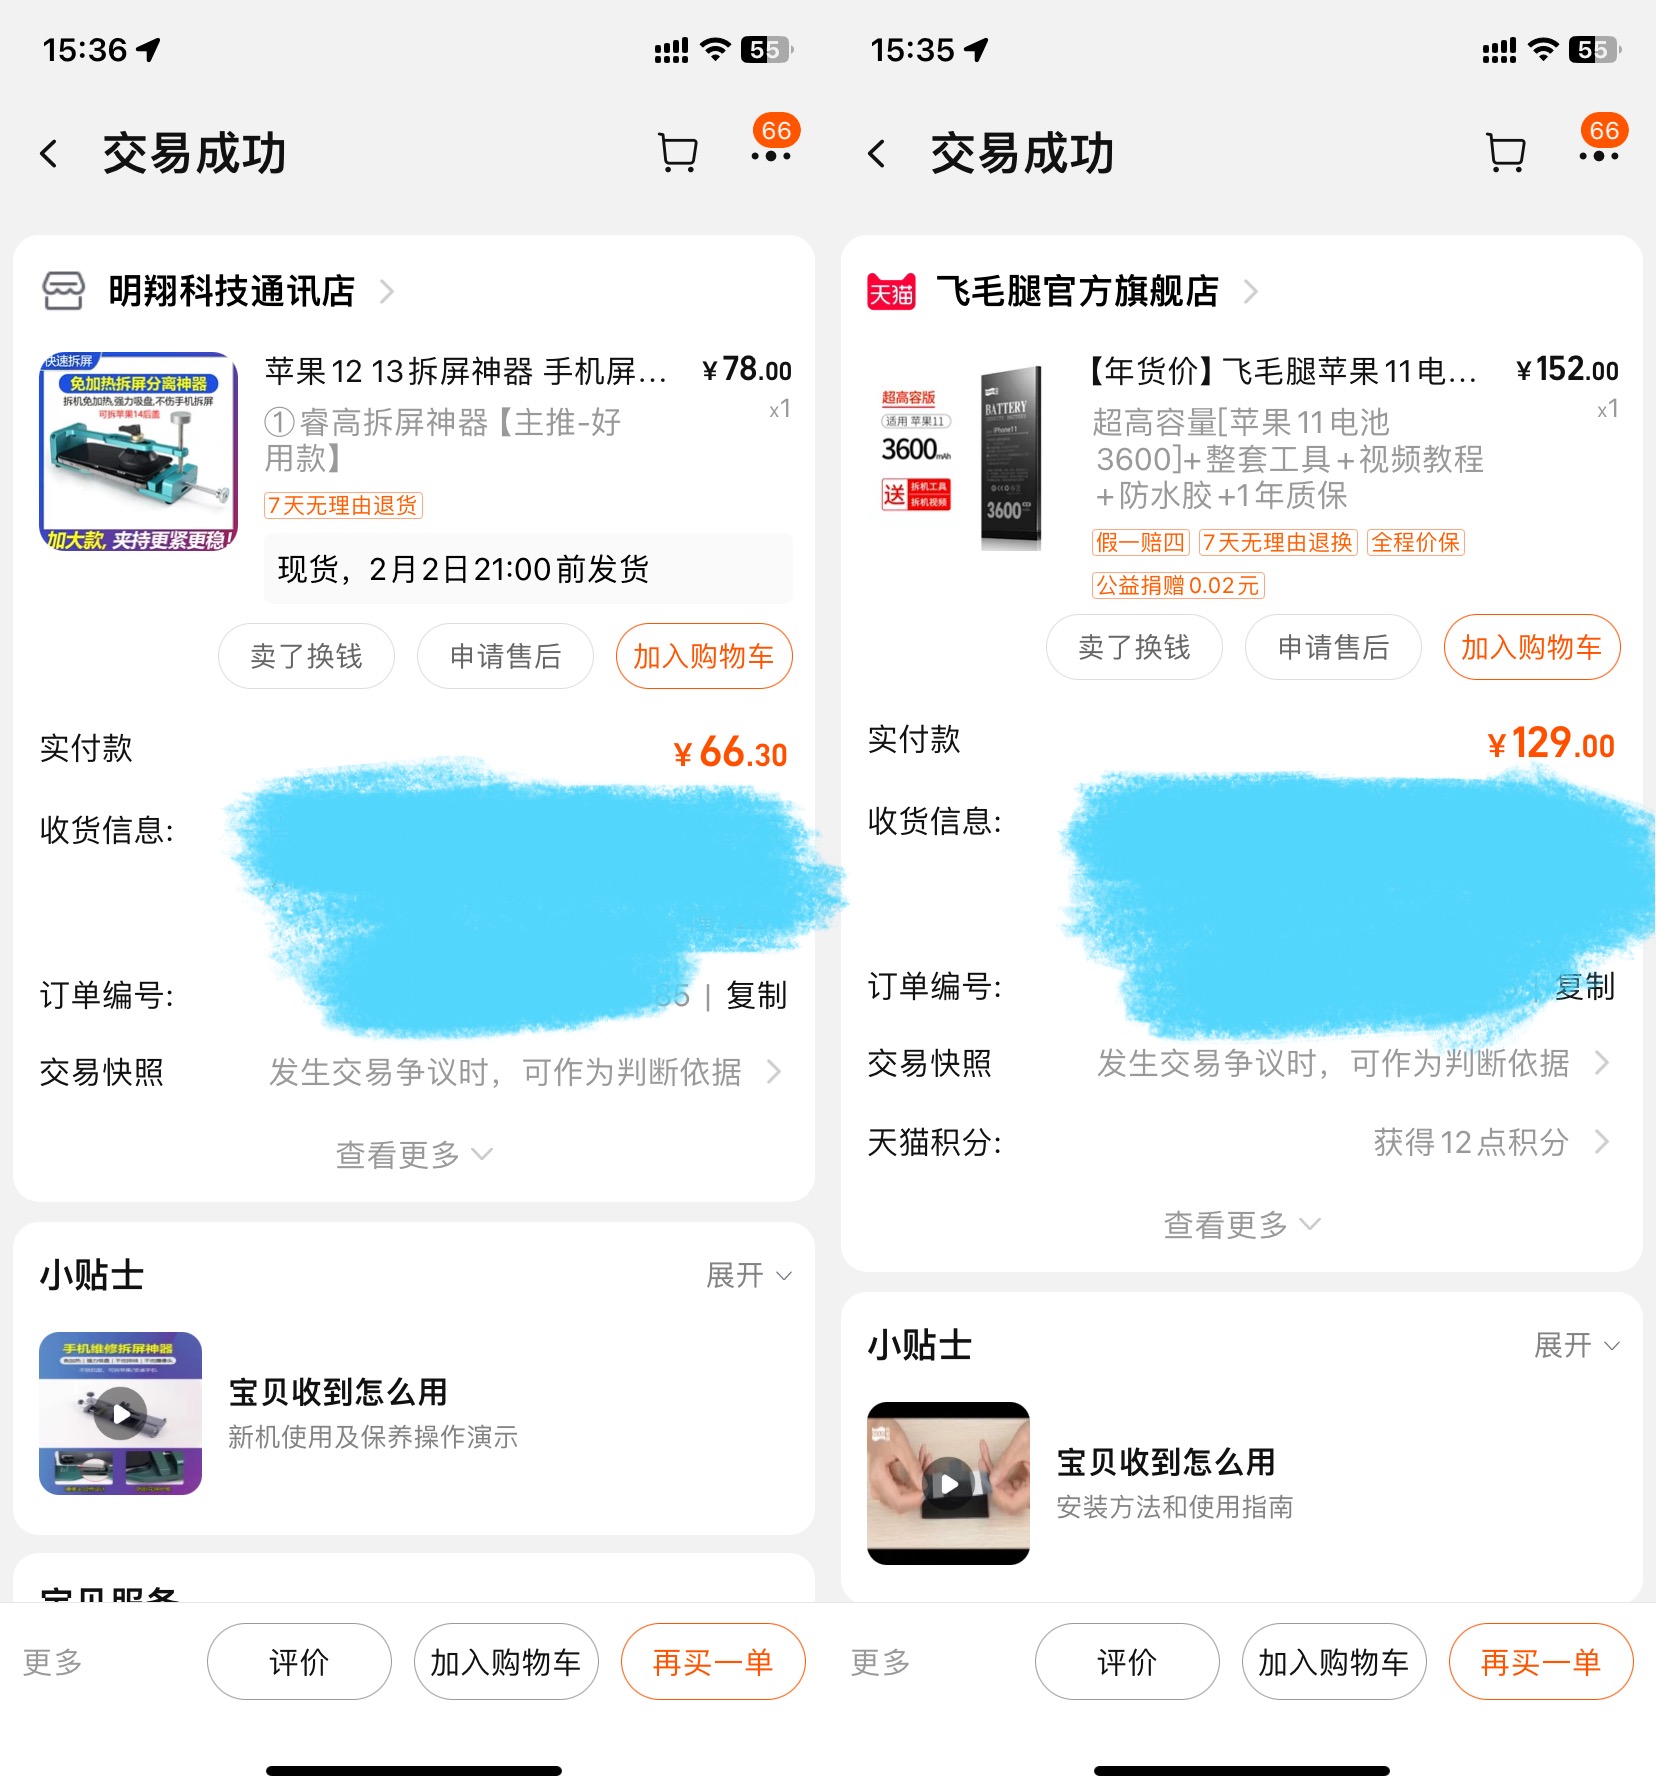 15:36
55
交易成功
66
明翔科技通讯店
快速拆屏
免加热拆屏分离神器
拆机免加热,强力吸盘,不伤手机拆屏
可拆苹果14后盖
加大款, 夹持更紧更稳!
苹果12 13拆屏神器 手机屏...
¥78.00
①睿高拆屏神器【主推-好
用款】
x1
7天无理由退货
现货，2月2日21:00前发货
卖了换钱
申请售后
加入购物车
实付款
¥66.30
收货信息:
订单编号:
85 | 复制
交易快照
发生交易争议时，可作为判断依据
查看更多
小贴士
展开
手机维修拆屏神器
宝贝收到怎么用
新机使用及保养操作演示
宝贝服务
更多
评价
加入购物车
再买一单
15:35
55
交易成功
66
天猫
飞毛腿官方旗舰店
超高容版
适用 苹果11
3600mAh
送
拆机工具
拆机视频
BATTERY
iPhone11
3600
【年货价】飞毛腿苹果11电...
¥152.00
超高容量[苹果11电池
3600]+整套工具+视频教程
+防水胶+1年质保
x1
假一赔四
7天无理由退换
全程价保
公益捐赠0.02元
卖了换钱
申请售后
加入购物车
实付款
¥129.00
收货信息:
订单编号:
复制
交易快照
发生交易争议时，可作为判断依据
天猫积分:
获得12点积分
查看更多
小贴士
展开
宝贝收到怎么用
安装方法和使用指南
更多
评价
加入购物车
再买一单